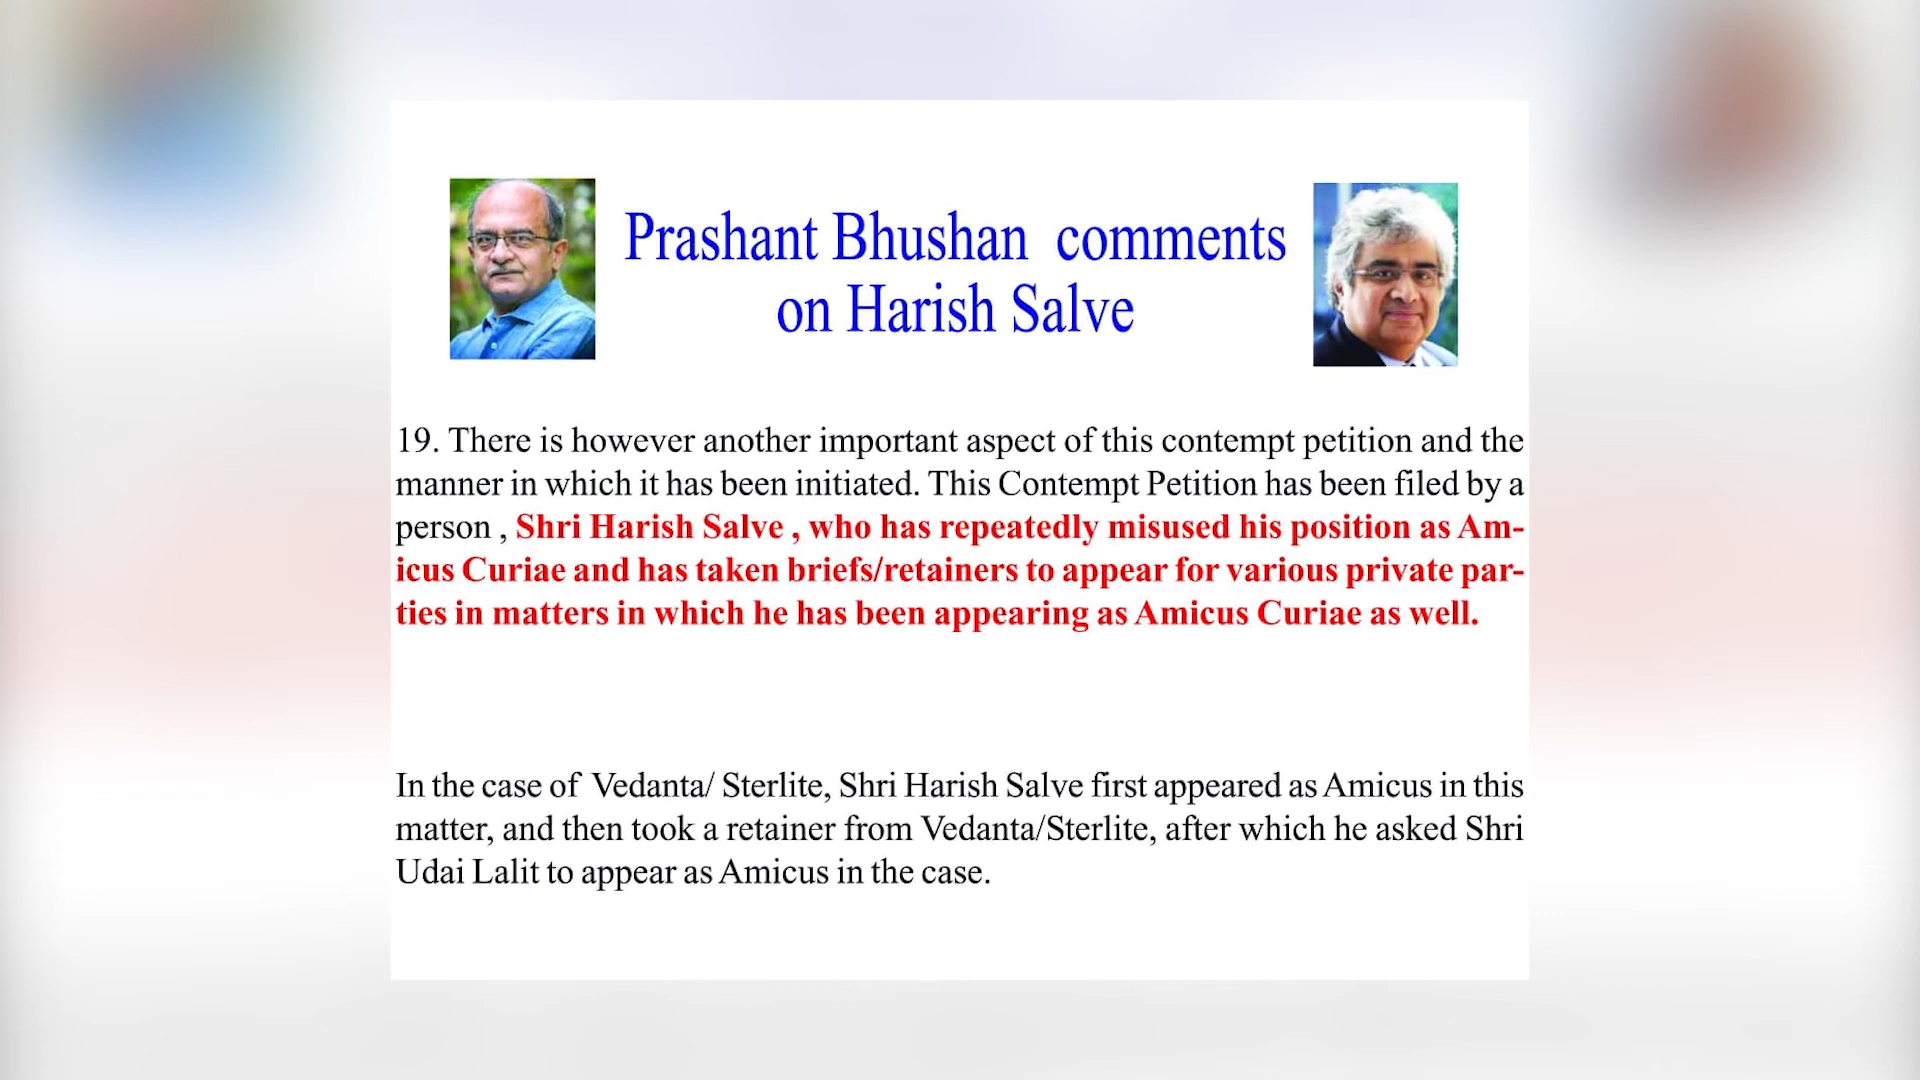 Prashant Bhushan  comments
on Harish Salve
19. There is however another important aspect of this contempt petition and the
manner in which it has been initiated. This Contempt Petition has been filed by a
person , Shri Harish Salve , who has repeatedly misused his position as Am-
icus Curiae and has taken briefs/retainers to appear for various private par-
ties in matters in which he has been appearing as Amicus Curiae as well.
In the case of  Vedanta/ Sterlite, Shri Harish Salve first appeared as Amicus in this
matter, and then took a retainer from Vedanta/Sterlite, after which he asked Shri
Udai Lalit to appear as Amicus in the case.